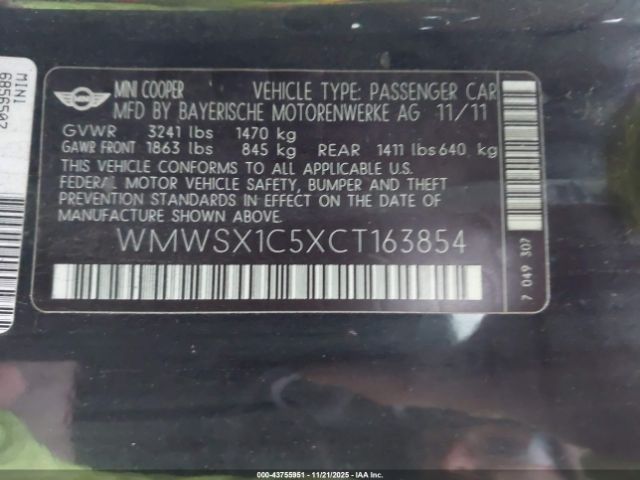 MINI
6856502
MINI COOPER VEHICLE TYPE: PASSENGER CAR
MFD BY BAYERISCHE MOTORENWERKE AG 11/11
GVWR 3241 lbs 1470 kg
GAWR FRONT 1863 lbs 845 kg REAR 1411 lbs 640 kg
THIS VEHICLE CONFORMS TO ALL APPLICABLE U.S.
FEDERAL MOTOR VEHICLE SAFETY, BUMPER AND THEFT
PREVENTION STANDARDS IN EFFECT ON THE DATE OF
MANUFACTURE SHOWN ABOVE.
WMWSX1C5XCT163854
7 049 307
000-43755951 - 11/21/2025 - IAA Inc.